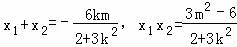 x₁+x₂=-6km/(2+3k²), x₁x₂=(3m²-6)/(2+3k²)